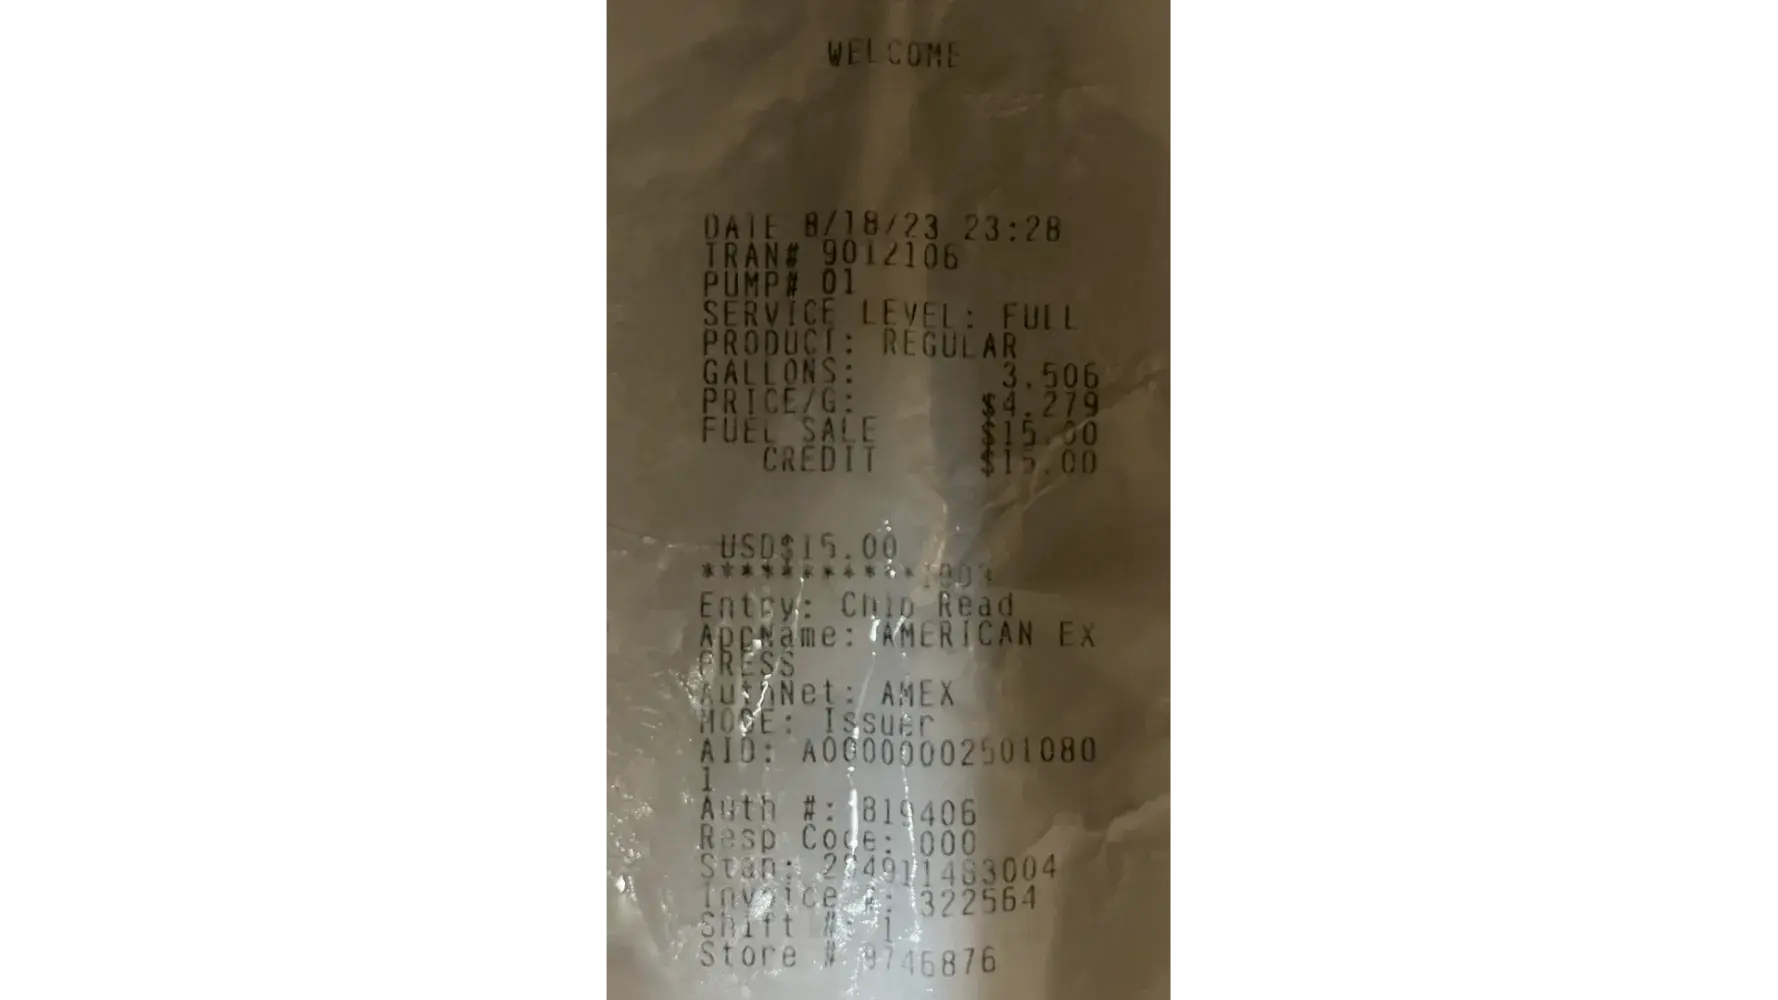 WELCOME
DATE 8/18/23 23:28
TRAN# 9012106
PUMP# 01
SERVICE LEVEL: FULL
PRODUCT: REGULAR
GALLONS: 3.506
PRICE/G: $4.279
FUEL SALE $15.00
CREDIT $15.00
USD$15.00
Entry: Chip Read
AppName: AMERICAN EX
PRESS
AuthNet: AMEX
MODE: Issuer
AID: A00000002501080
1
Auth #: 819406
Resp Code: 000
Stan:
Invoice #: 322564
Shift #: 1
Store #